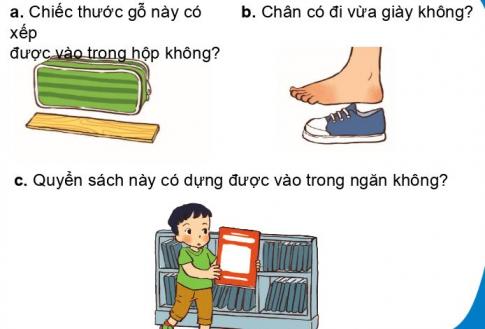 a. Chiếc thước gỗ này có
xếp
được vào trong hộp không?
b. Chân có đi vừa giày không?
c. Quyển sách này có dựng được vào trong ngăn không?